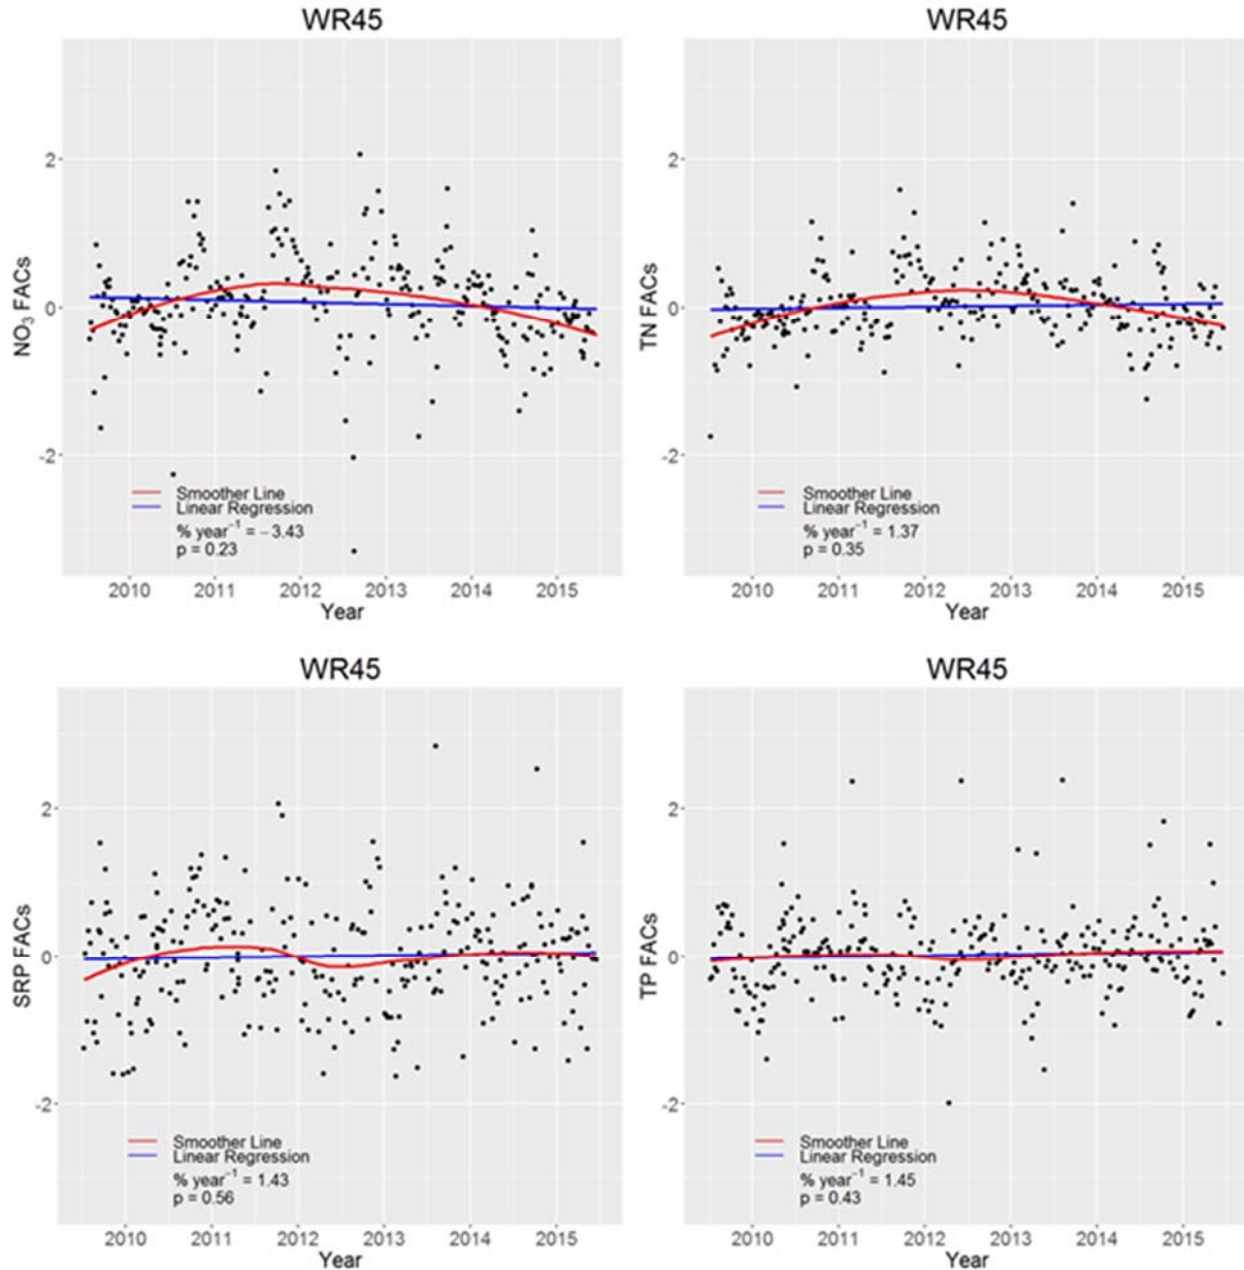 WR45
WR45
NO₃ FACs
2
0
-2
Smoother Line
Linear Regression
% year⁻¹ = −3.43
p = 0.23
2010 2011 2012 2013 2014 2015
Year
TN FACs
2
0
-2
Smoother Line
Linear Regression
% year⁻¹ = 1.37
p = 0.35
2010 2011 2012 2013 2014 2015
Year
WR45
WR45
SRP FACs
2
0
-2
Smoother Line
Linear Regression
% year⁻¹ = 1.43
p = 0.56
2010 2011 2012 2013 2014 2015
Year
TP FACs
2
0
-2
Smoother Line
Linear Regression
% year⁻¹ = 1.45
p = 0.43
2010 2011 2012 2013 2014 2015
Year